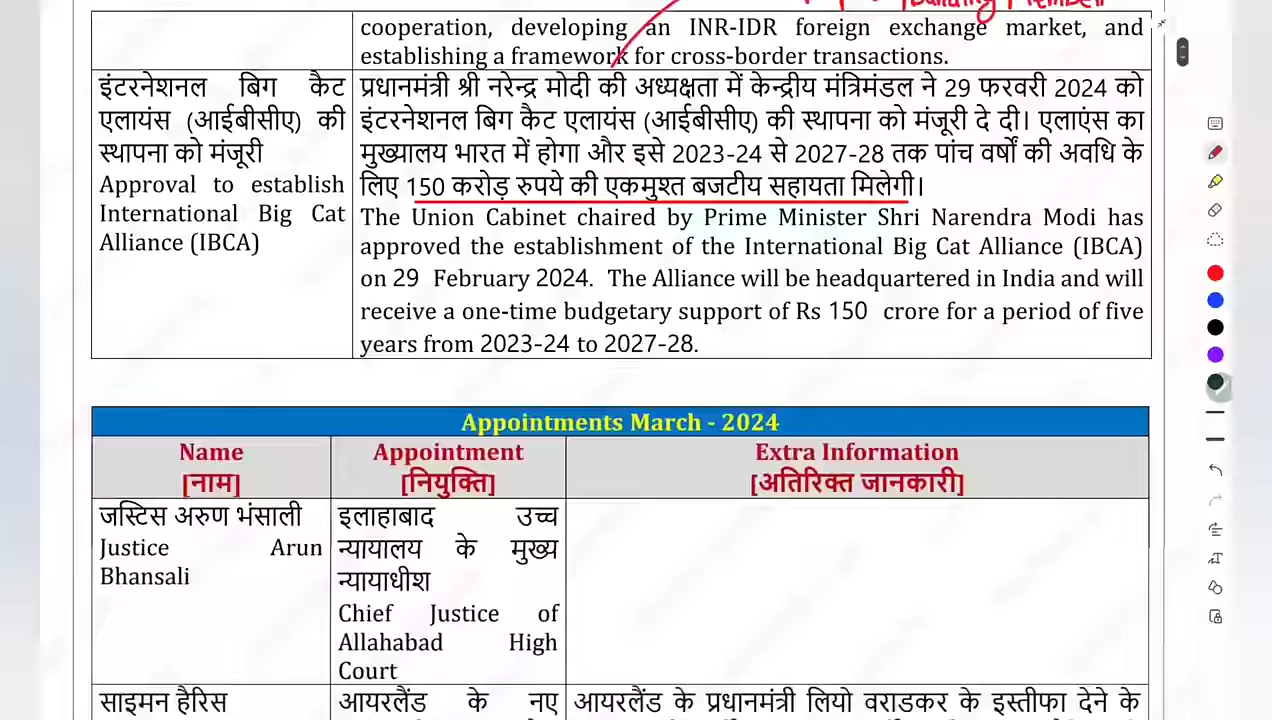 cooperation, developing an INR-IDR foreign exchange market, and
establishing a framework for cross-border transactions.
इंटरनेशनल बिग कैट
एलायंस (आईबीसीए) की
स्थापना को मंजूरी
Approval to establish
International Big Cat
Alliance (IBCA)
प्रधानमंत्री श्री नरेन्द्र मोदी की अध्यक्षता में केन्द्रीय मंत्रिमंडल ने 29 फरवरी 2024 को
इंटरनेशनल बिग कैट एलायंस (आईबीसीए) की स्थापना को मंजूरी दे दी। एलाएंस का
मुख्यालय भारत में होगा और इसे 2023-24 से 2027-28 तक पांच वर्षों की अवधि के
लिए 150 करोड़ रुपये की एकमुश्त बजटीय सहायता मिलेगी।
The Union Cabinet chaired by Prime Minister Shri Narendra Modi has
approved the establishment of the International Big Cat Alliance (IBCA)
on 29 February 2024. The Alliance will be headquartered in India and will
receive a one-time budgetary support of Rs 150 crore for a period of five
years from 2023-24 to 2027-28.
Appointments March - 2024
Name
[नाम]
Appointment
[नियुक्ति]
Extra Information
[अतिरिक्त जानकारी]
जस्टिस अरुण भंसाली
Justice Arun
Bhansali
इलाहाबाद उच्च
न्यायालय के मुख्य
न्यायाधीश
Chief Justice of
Allahabad High
Court
साइमन हैरिस
आयरलैंड के नए
आयरलैंड के प्रधानमंत्री लियो वराडकर के इस्तीफा देने के